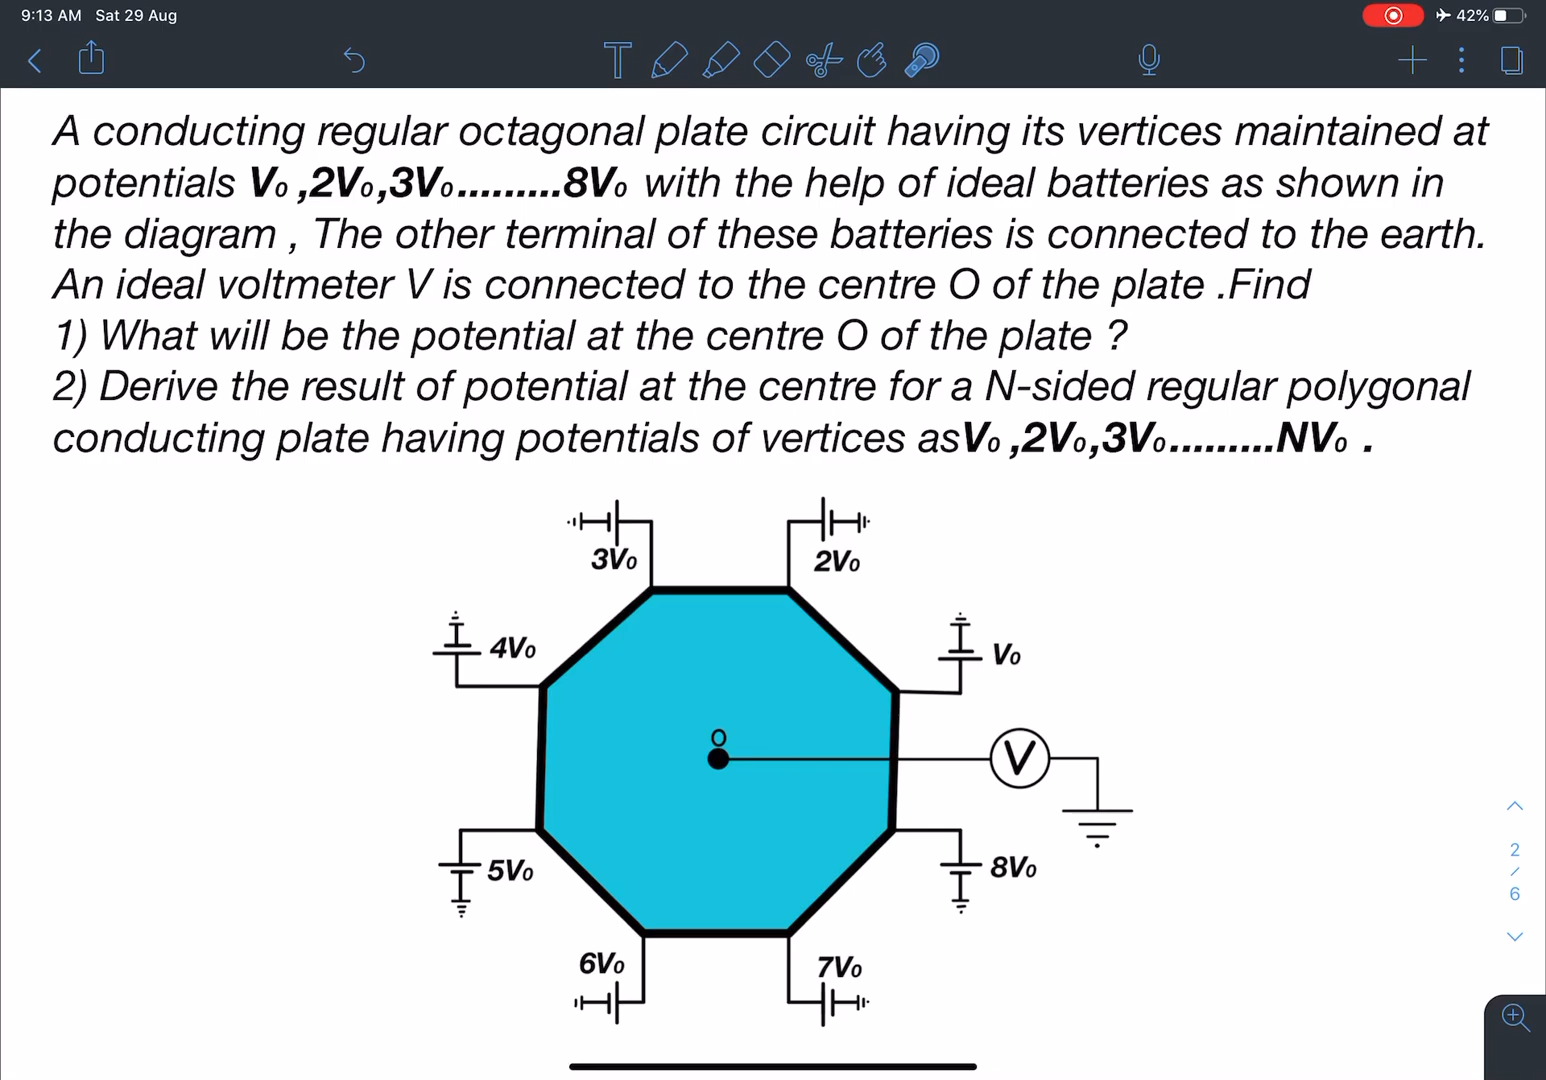 9:13 AM Sat 29 Aug
42%
A conducting regular octagonal plate circuit having its vertices maintained at
potentials V₀ ,2V₀,3V₀.........8V₀ with the help of ideal batteries as shown in
the diagram , The other terminal of these batteries is connected to the earth.
An ideal voltmeter V is connected to the centre O of the plate .Find
1) What will be the potential at the centre O of the plate ?
2) Derive the result of potential at the centre for a N-sided regular polygonal
conducting plate having potentials of vertices asV₀ ,2V₀,3V₀.........NV₀ .
3V₀
2V₀
4V₀
V₀
O
V
5V₀
8V₀
6V₀
7V₀
2
/
6